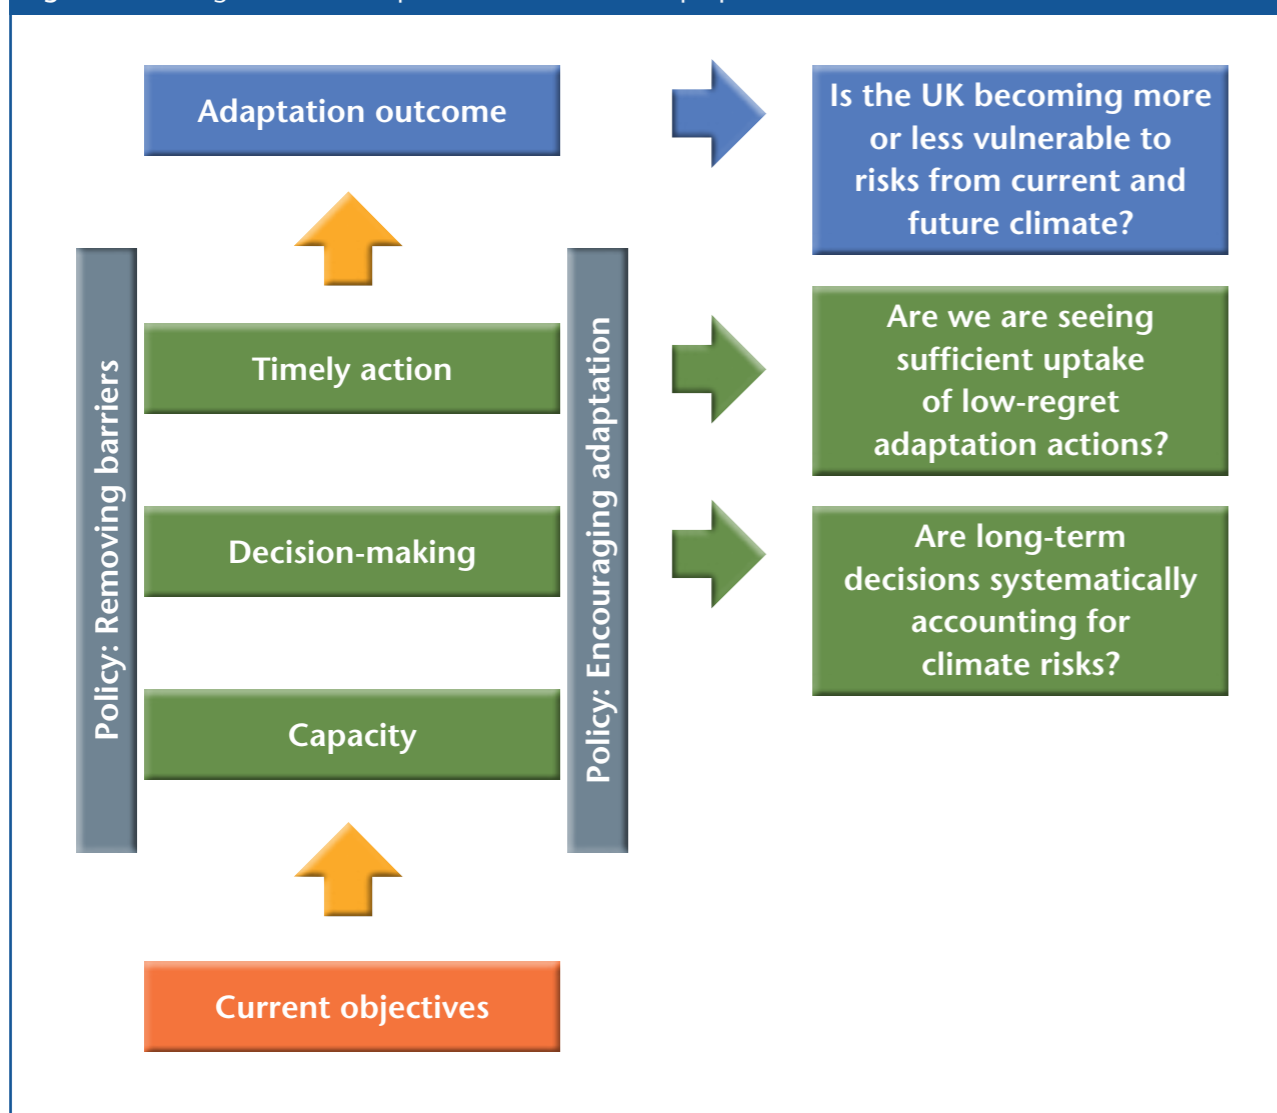 Adaptation outcome
Is the UK becoming more
or less vulnerable to
risks from current and
future climate?
Policy: Removing barriers
Policy: Encouraging adaptation
Timely action
Are we are seeing
sufficient uptake
of low-regret
adaptation actions?
Decision-making
Are long-term
decisions systematically
accounting for
climate risks?
Capacity
Current objectives